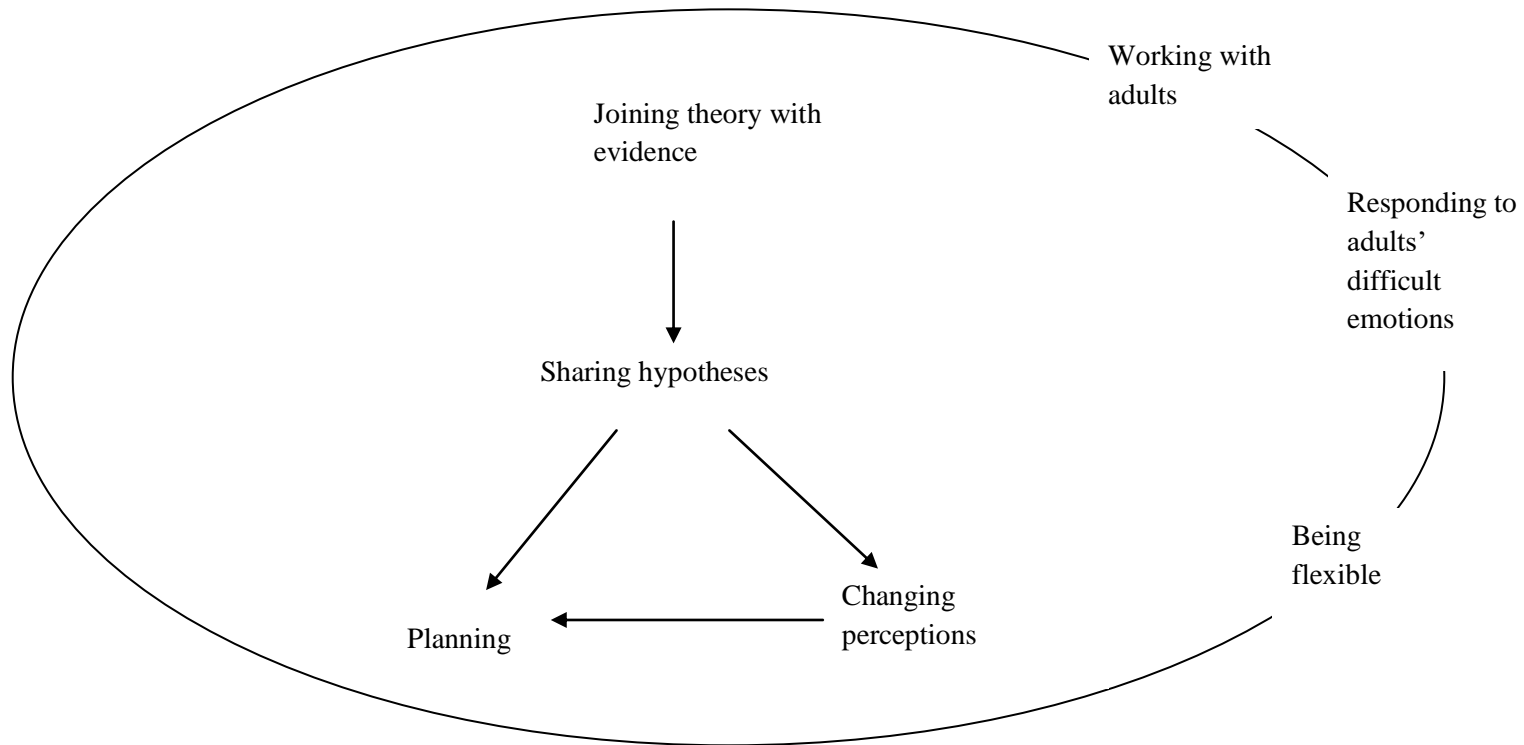 Working with
adults
Joining theory with
evidence
Responding to
adults’
difficult
emotions
Sharing hypotheses
Being
flexible
Changing
perceptions
Planning